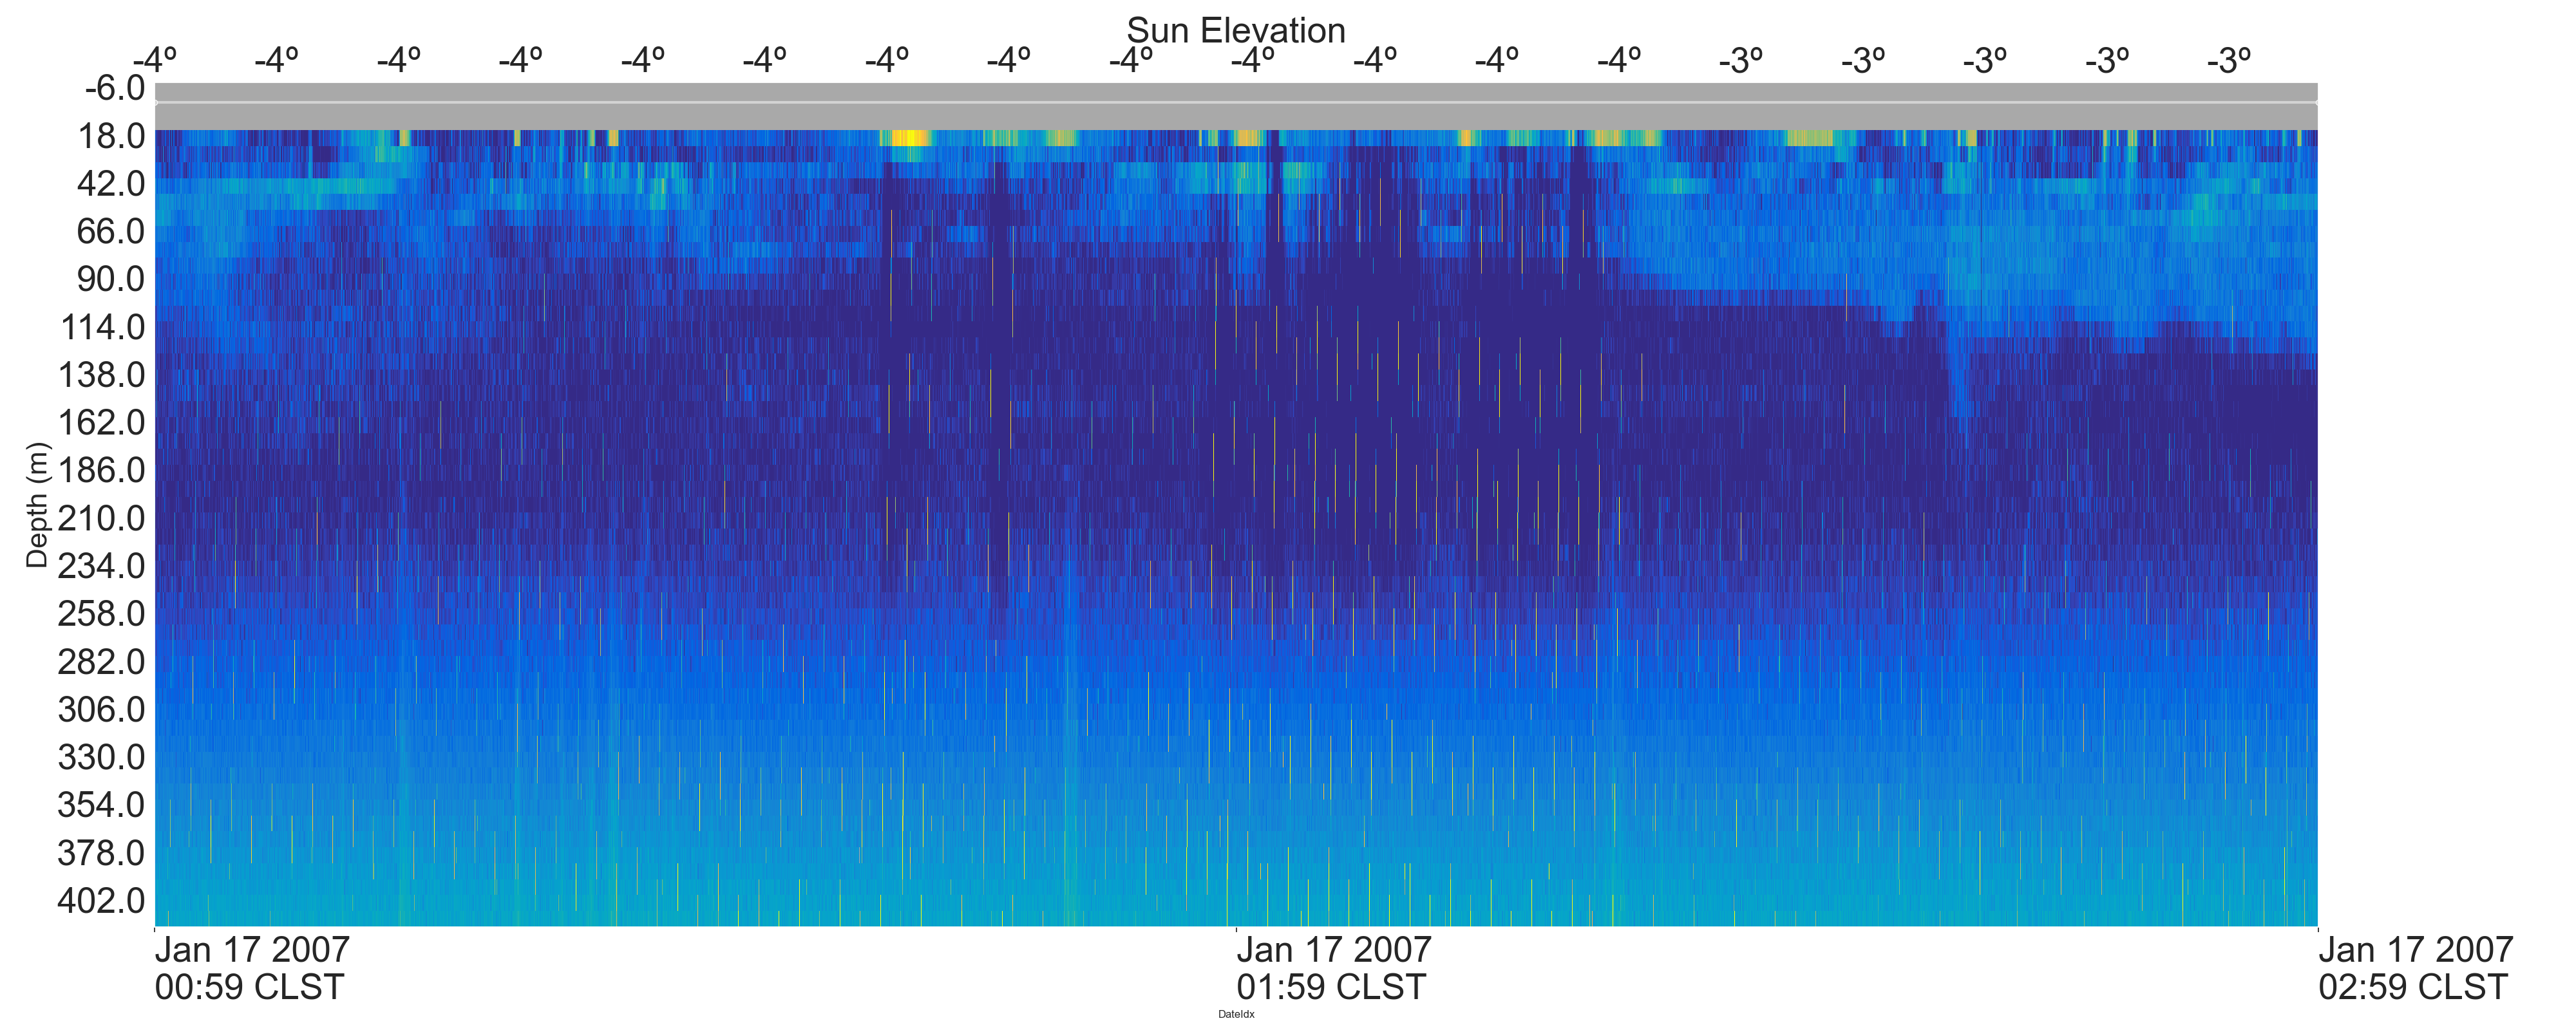 Sun Elevation
-4º -4º -4º -4º -4º -4º -4º -4º -4º -4º -4º -4º -4º -3º -3º -3º -3º -3º
-6.0
18.0
42.0
66.0
90.0
114.0
138.0
162.0
186.0
210.0
234.0
258.0
282.0
306.0
330.0
354.0
378.0
402.0
Depth (m)
Jan 17 2007
00:59 CLST
Jan 17 2007
01:59 CLST
Jan 17 2007
02:59 CLST
DateIdx